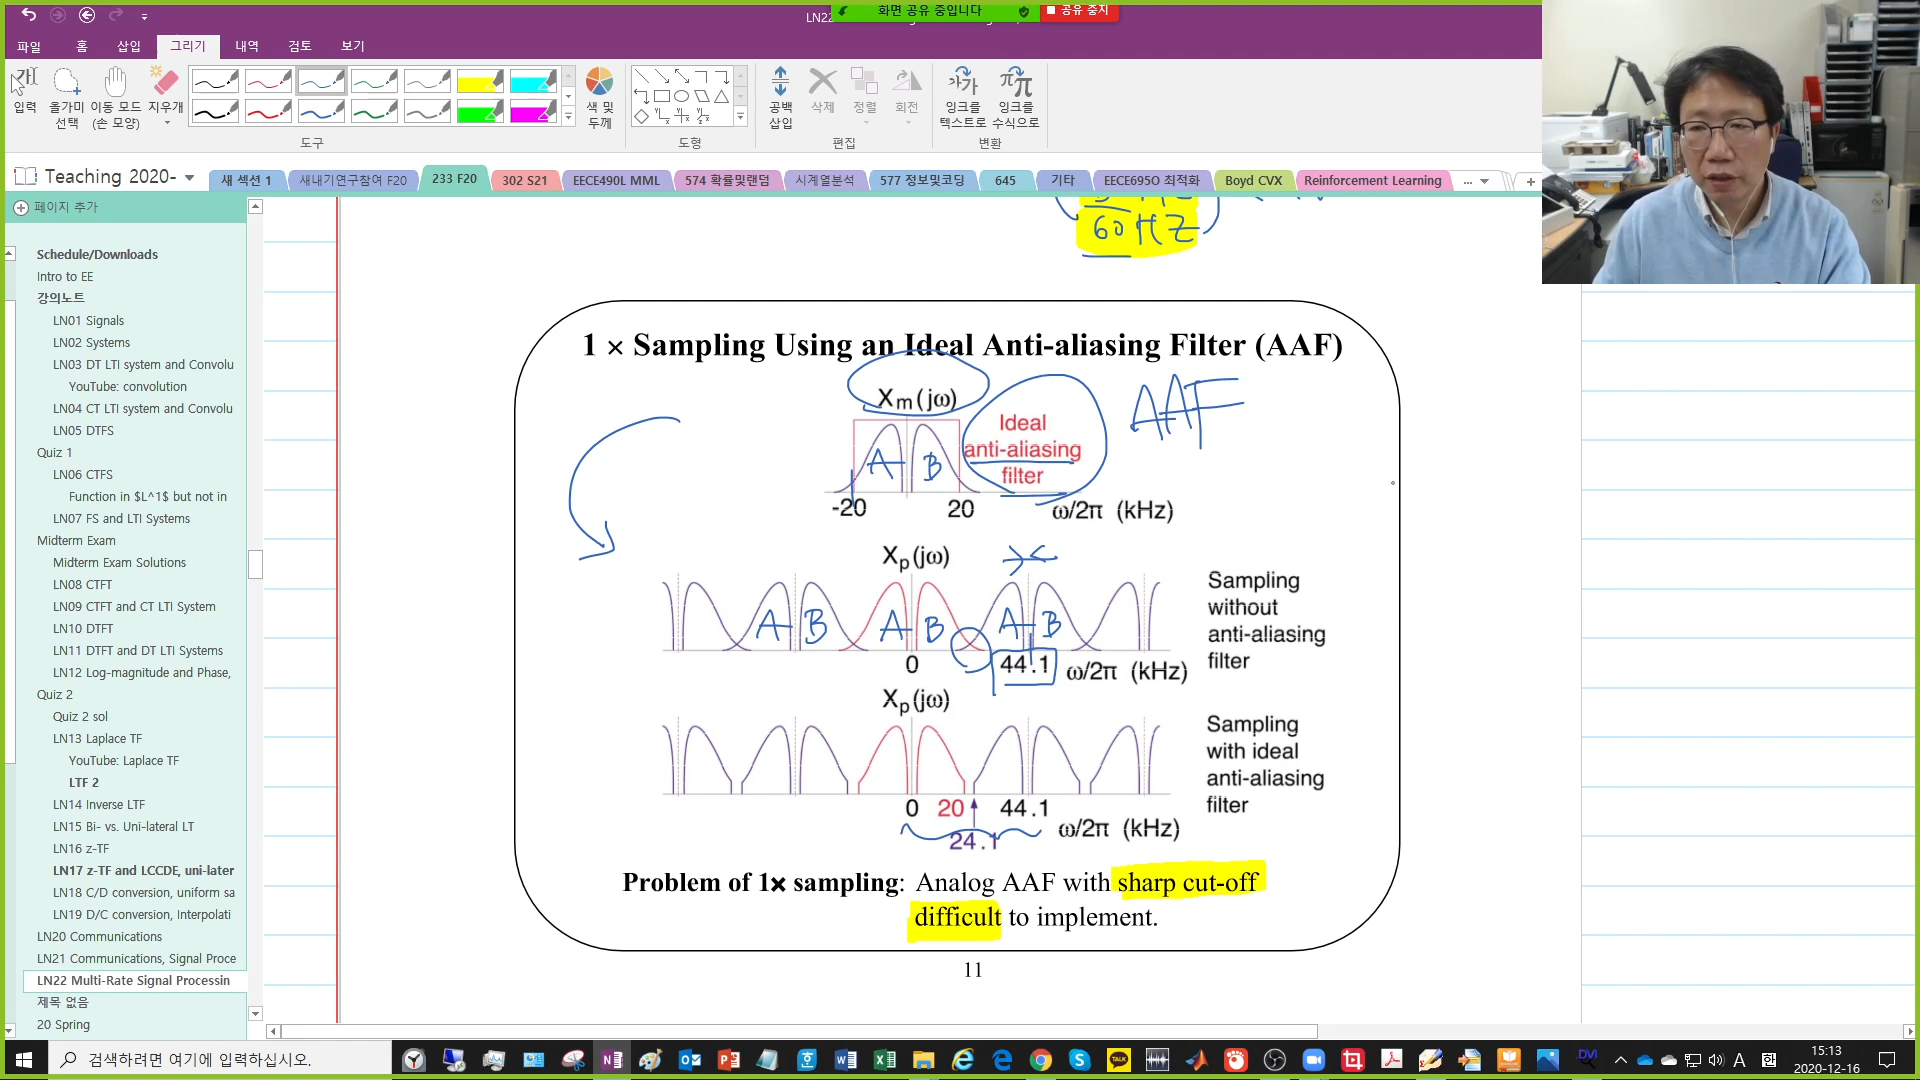 LN22
화면 공유 중입니다
공유 중지
파일 홈 삽입 그리기 내역 검토 보기
입력
올가미
선택
이동 모드
(손 모양)
지우개
색 및
두께
공백
삽입
삭제
정렬
회전
잉크를
텍스트로
잉크를
수식으로
도구 도형 편집 변환
Teaching 2020-
새 섹션 1 새내기연구참여 F20 233 F20 302 S21 EECE490L MML 574 확률및랜덤 시계열분석 577 정보및코딩 645 기타 EECE695O 최적화 Boyd CVX Reinforcement Learning ...
페이지 추가
Schedule/Downloads
Intro to EE
강의노트
LN01 Signals
LN02 Systems
LN03 DT LTI system and Convolu
YouTube: convolution
LN04 CT LTI system and Convolu
LN05 DTFS
Quiz 1
LN06 CTFS
Function in $L^1$ but not in
LN07 FS and LTI Systems
Midterm Exam
Midterm Exam Solutions
LN08 CTFT
LN09 CTFT and CT LTI System
LN10 DTFT
LN11 DTFT and DT LTI Systems
LN12 Log-magnitude and Phase,
Quiz 2
Quiz 2 sol
LN13 Laplace TF
YouTube: Laplace TF
LTF 2
LN14 Inverse LTF
LN15 Bi- vs. Uni-lateral LT
LN16 z-TF
LN17 z-TF and LCCDE, uni-later
LN18 C/D conversion, uniform sa
LN19 D/C conversion, Interpolati
LN20 Communications
LN21 Communications, Signal Proce
LN22 Multi-Rate Signal Processin
제목 없음
20 Spring
60 HZ
1 × Sampling Using an Ideal Anti-aliasing Filter (AAF)
Xm(jω)
AAF
Ideal
anti-aliasing
filter
A B
-20 20 ω/2π (kHz)
Xp(jω)
A B A B A B
0 44.1 ω/2π (kHz)
Sampling
without
anti-aliasing
filter
Xp(jω)
0 20 44.1 ω/2π (kHz)
24.1
Sampling
with ideal
anti-aliasing
filter
Problem of 1× sampling: Analog AAF with sharp cut-off
difficult to implement.
11
검색하려면 여기에 입력하십시오.
TALK
DVI
A 한
15:13
2020-12-16